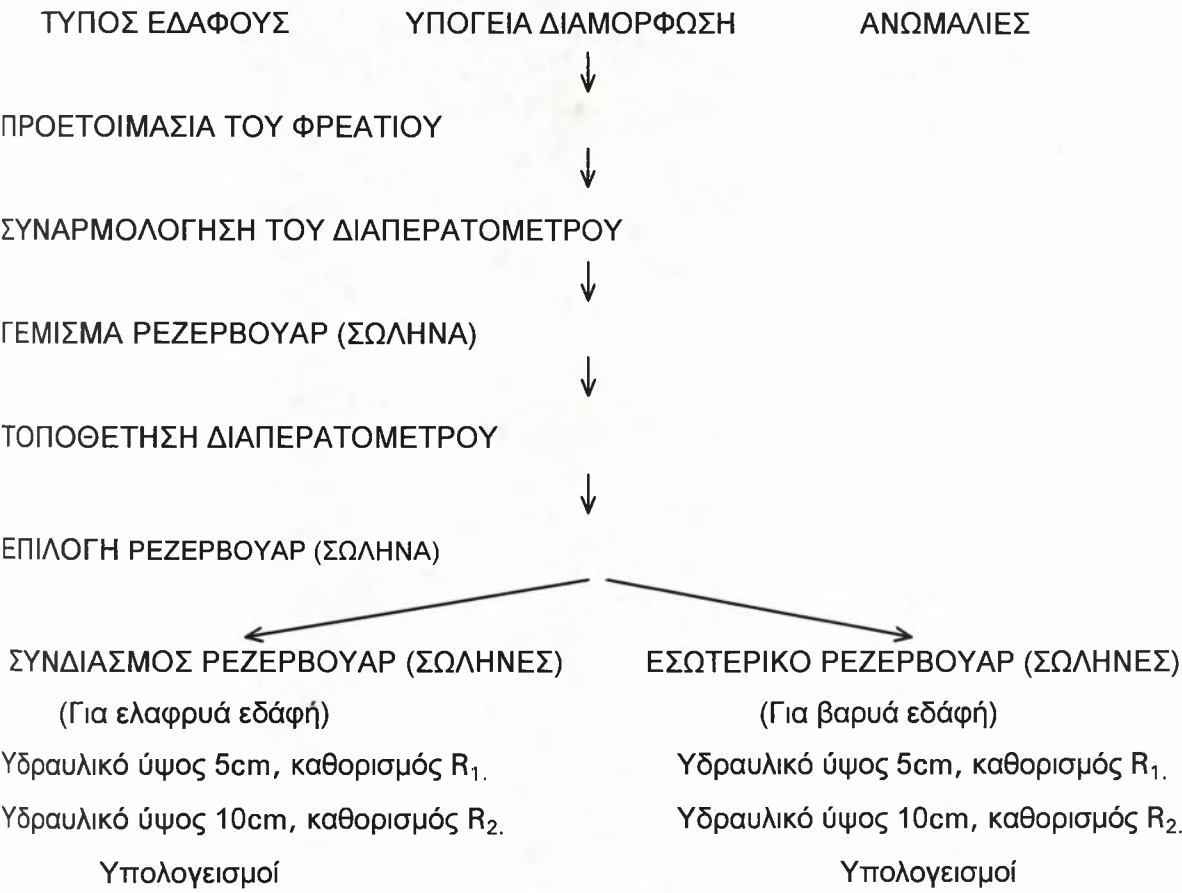 ΤΥΠΟΣ ΕΔΑΦΟΥΣ ΥΠΟΓΕΙΑ ΔΙΑΜΟΡΦΩΣΗ ΑΝΩΜΑΛΙΕΣ
ΠΡΟΕΤΟΙΜΑΣΙΑ ΤΟΥ ΦΡΕΑΤΙΟΥ
ΣΥΝΑΡΜΟΛΟΓΗΣΗ ΤΟΥ ΔΙΑΠΕΡΑΤΟΜΕΤΡΟΥ
ΓΕΜΙΣΜΑ ΡΕΖΕΡΒΟΥΑΡ (ΣΩΛΗΝΑ)
ΤΟΠΟΘΕΤΗΣΗ ΔΙΑΠΕΡΑΤΟΜΕΤΡΟΥ
ΕΠΙΛΟΓΗ ΡΕΖΕΡΒΟΥΑΡ (ΣΩΛΗΝΑ)
ΣΥΝΔΙΑΣΜΟΣ ΡΕΖΕΡΒΟΥΑΡ (ΣΩΛΗΝΕΣ)
(Για ελαφρυά εδάφή)
Υδραυλικό ύψος 5cm, καθορισμός R₁.
Υδραυλικό ύψος 10cm, καθορισμός R₂.
Υπολογεισμοί
ΕΣΩΤΕΡΙΚΟ ΡΕΖΕΡΒΟΥΑΡ (ΣΩΛΗΝΕΣ)
(Για βαρυά εδάφή)
Υδραυλικό ύψος 5cm, καθορισμός R₁.
Υδραυλικό ύψος 10cm, καθορισμός R₂.
Υπολογεισμοί